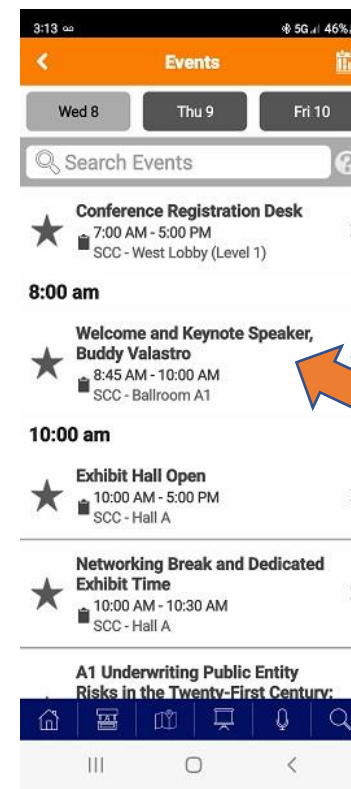 3:13 5G 46%
Events
Wed 8 Thu 9 Fri 10
Search Events ?
Conference Registration Desk
7:00 AM - 5:00 PM
SCC - West Lobby (Level 1)
8:00 am
Welcome and Keynote Speaker,
Buddy Valastro
8:45 AM - 10:00 AM
SCC - Ballroom A1
10:00 am
Exhibit Hall Open
10:00 AM - 5:00 PM
SCC - Hall A
Networking Break and Dedicated
Exhibit Time
10:00 AM - 10:30 AM
SCC - Hall A
A1 Underwriting Public Entity
Risks in the Twenty-First Century: